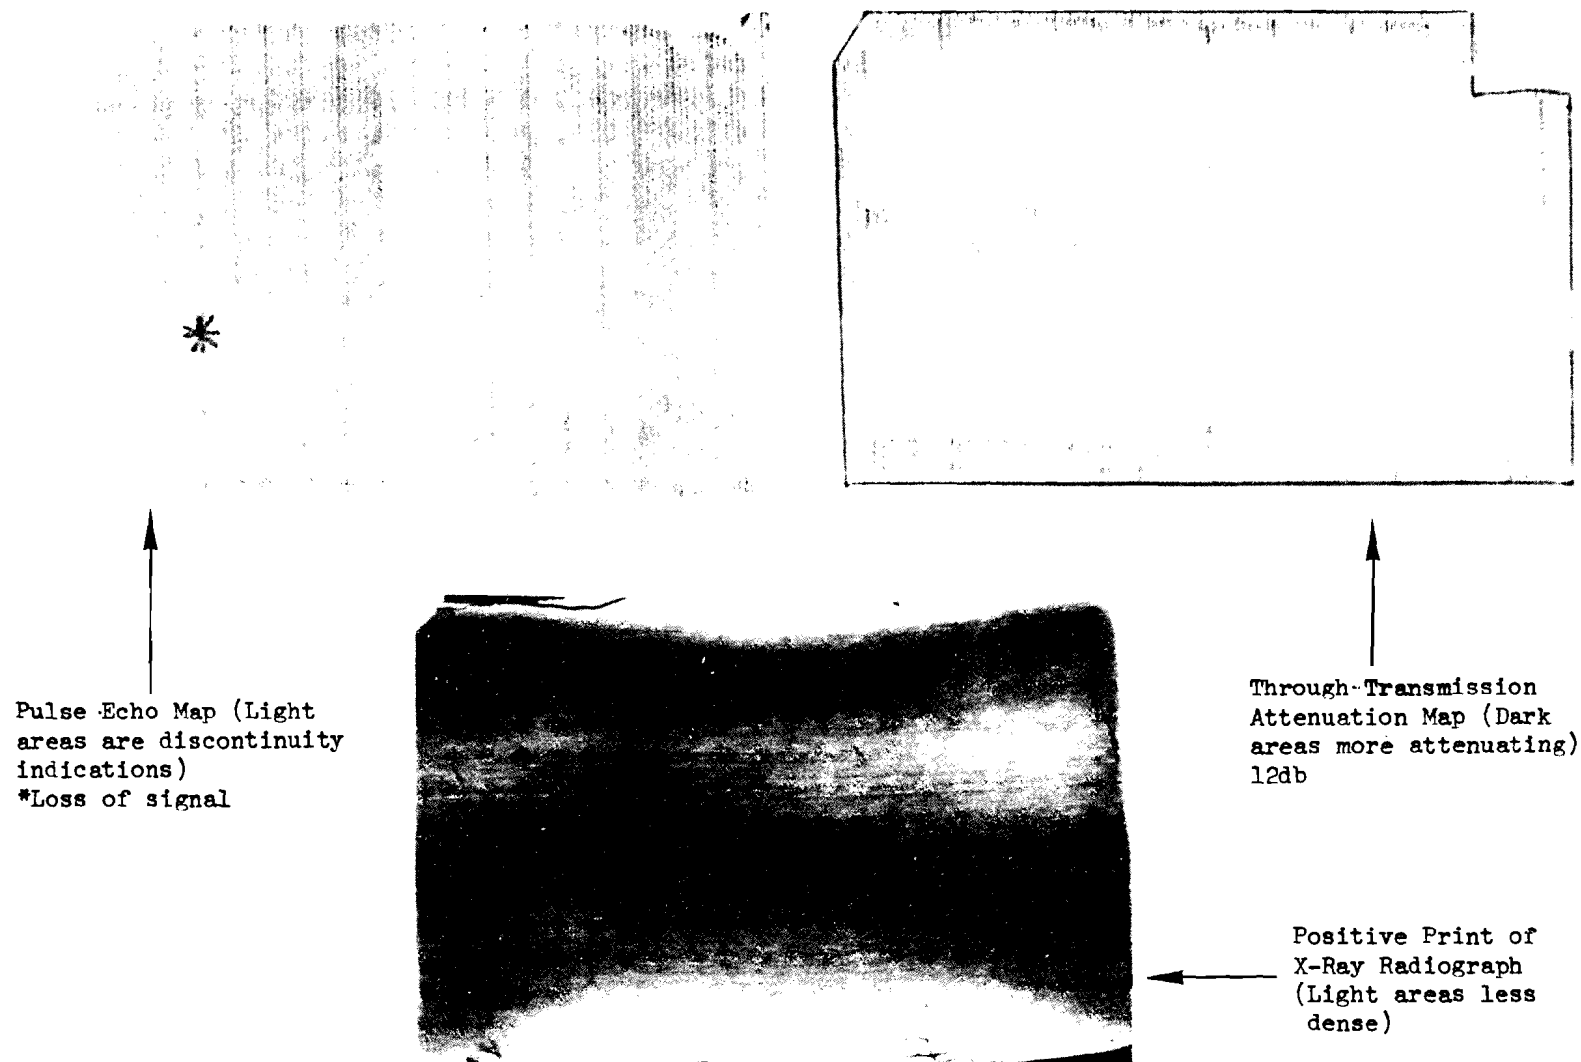 Pulse Echo Map (Light
areas are discontinuity
indications)
*Loss of signal
Through-Transmission
Attenuation Map (Dark
areas more attenuating)
12db
Positive Print of
X-Ray Radiograph
(Light areas less
dense)